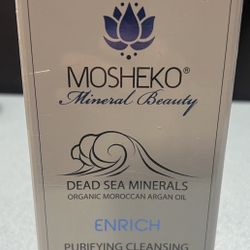 MOSHEKO®
Mineral Beauty
DEAD SEA MINERALS
ORGANIC MOROCCAN ARGAN OIL
ENRICH
PURIFYING CLEANSING